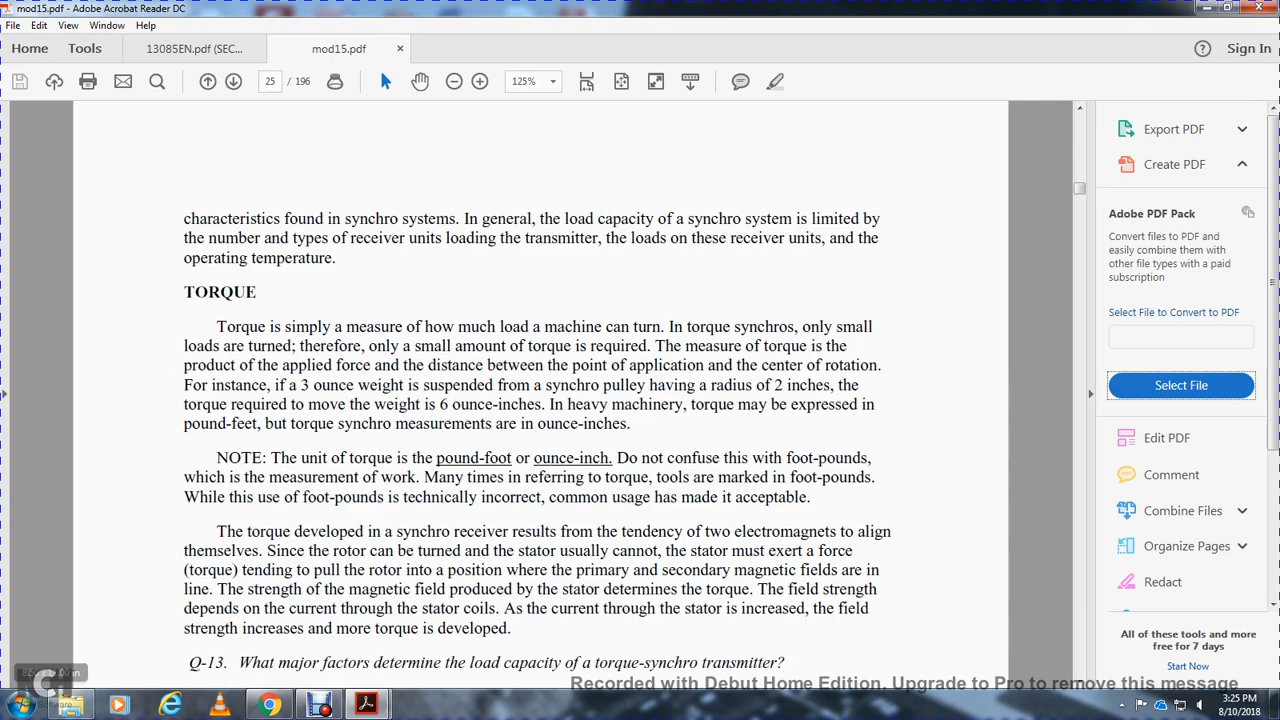 mod15.pdf - Adobe Acrobat Reader DC
File Edit View Window Help
Home Tools 13085EN.pdf (SEC... mod15.pdf × Sign In
25 / 196 125%
characteristics found in synchro systems. In general, the load capacity of a synchro system is limited by
the number and types of receiver units loading the transmitter, the loads on these receiver units, and the
operating temperature.
TORQUE
Torque is simply a measure of how much load a machine can turn. In torque synchros, only small
loads are turned; therefore, only a small amount of torque is required. The measure of torque is the
product of the applied force and the distance between the point of application and the center of rotation.
For instance, if a 3 ounce weight is suspended from a synchro pulley having a radius of 2 inches, the
torque required to move the weight is 6 ounce-inches. In heavy machinery, torque may be expressed in
pound-feet, but torque synchro measurements are in ounce-inches.
NOTE: The unit of torque is the pound-foot or ounce-inch. Do not confuse this with foot-pounds,
which is the measurement of work. Many times in referring to torque, tools are marked in foot-pounds.
While this use of foot-pounds is technically incorrect, common usage has made it acceptable.
The torque developed in a synchro receiver results from the tendency of two electromagnets to align
themselves. Since the rotor can be turned and the stator usually cannot, the stator must exert a force
(torque) tending to pull the rotor into a position where the primary and secondary magnetic fields are in
line. The strength of the magnetic field produced by the stator determines the torque. The field strength
depends on the current through the stator coils. As the current through the stator is increased, the field
strength increases and more torque is developed.
Q-13. What major factors determine the load capacity of a torque-synchro transmitter?
Export PDF
Create PDF
Adobe PDF Pack
Convert files to PDF and
easily combine them with
other file types with a paid
subscription
Select File to Convert to PDF
Select File
Edit PDF
Comment
Combine Files
Organize Pages
Redact
All of these tools and more
free for 7 days
Start Now
Recorded with Debut Home Edition. Upgrade to Pro to remove this message
3:25 PM
8/10/2018